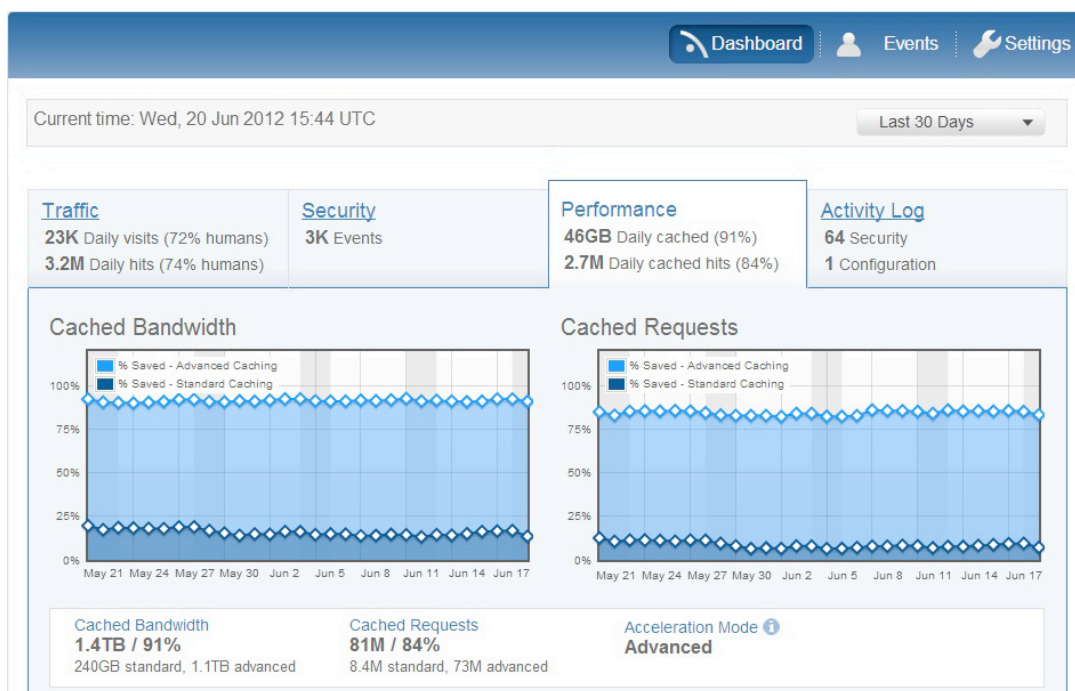 Dashboard Events Settings
Current time: Wed, 20 Jun 2012 15:44 UTC
Last 30 Days
Traffic
23K Daily visits (72% humans)
3.2M Daily hits (74% humans)
Security
3K Events
Performance
46GB Daily cached (91%)
2.7M Daily cached hits (84%)
Activity Log
64 Security
1 Configuration
Cached Bandwidth
% Saved - Advanced Caching
% Saved - Standard Caching
100%
75%
50%
25%
0%
May 21 May 24 May 27 May 30 Jun 2 Jun 5 Jun 8 Jun 11 Jun 14 Jun 17
Cached Requests
% Saved - Advanced Caching
% Saved - Standard Caching
100%
75%
50%
25%
0%
May 21 May 24 May 27 May 30 Jun 2 Jun 5 Jun 8 Jun 11 Jun 14 Jun 17
Cached Bandwidth
1.4TB / 91%
240GB standard, 1.1TB advanced
Cached Requests
81M / 84%
8.4M standard, 73M advanced
Acceleration Mode i
Advanced